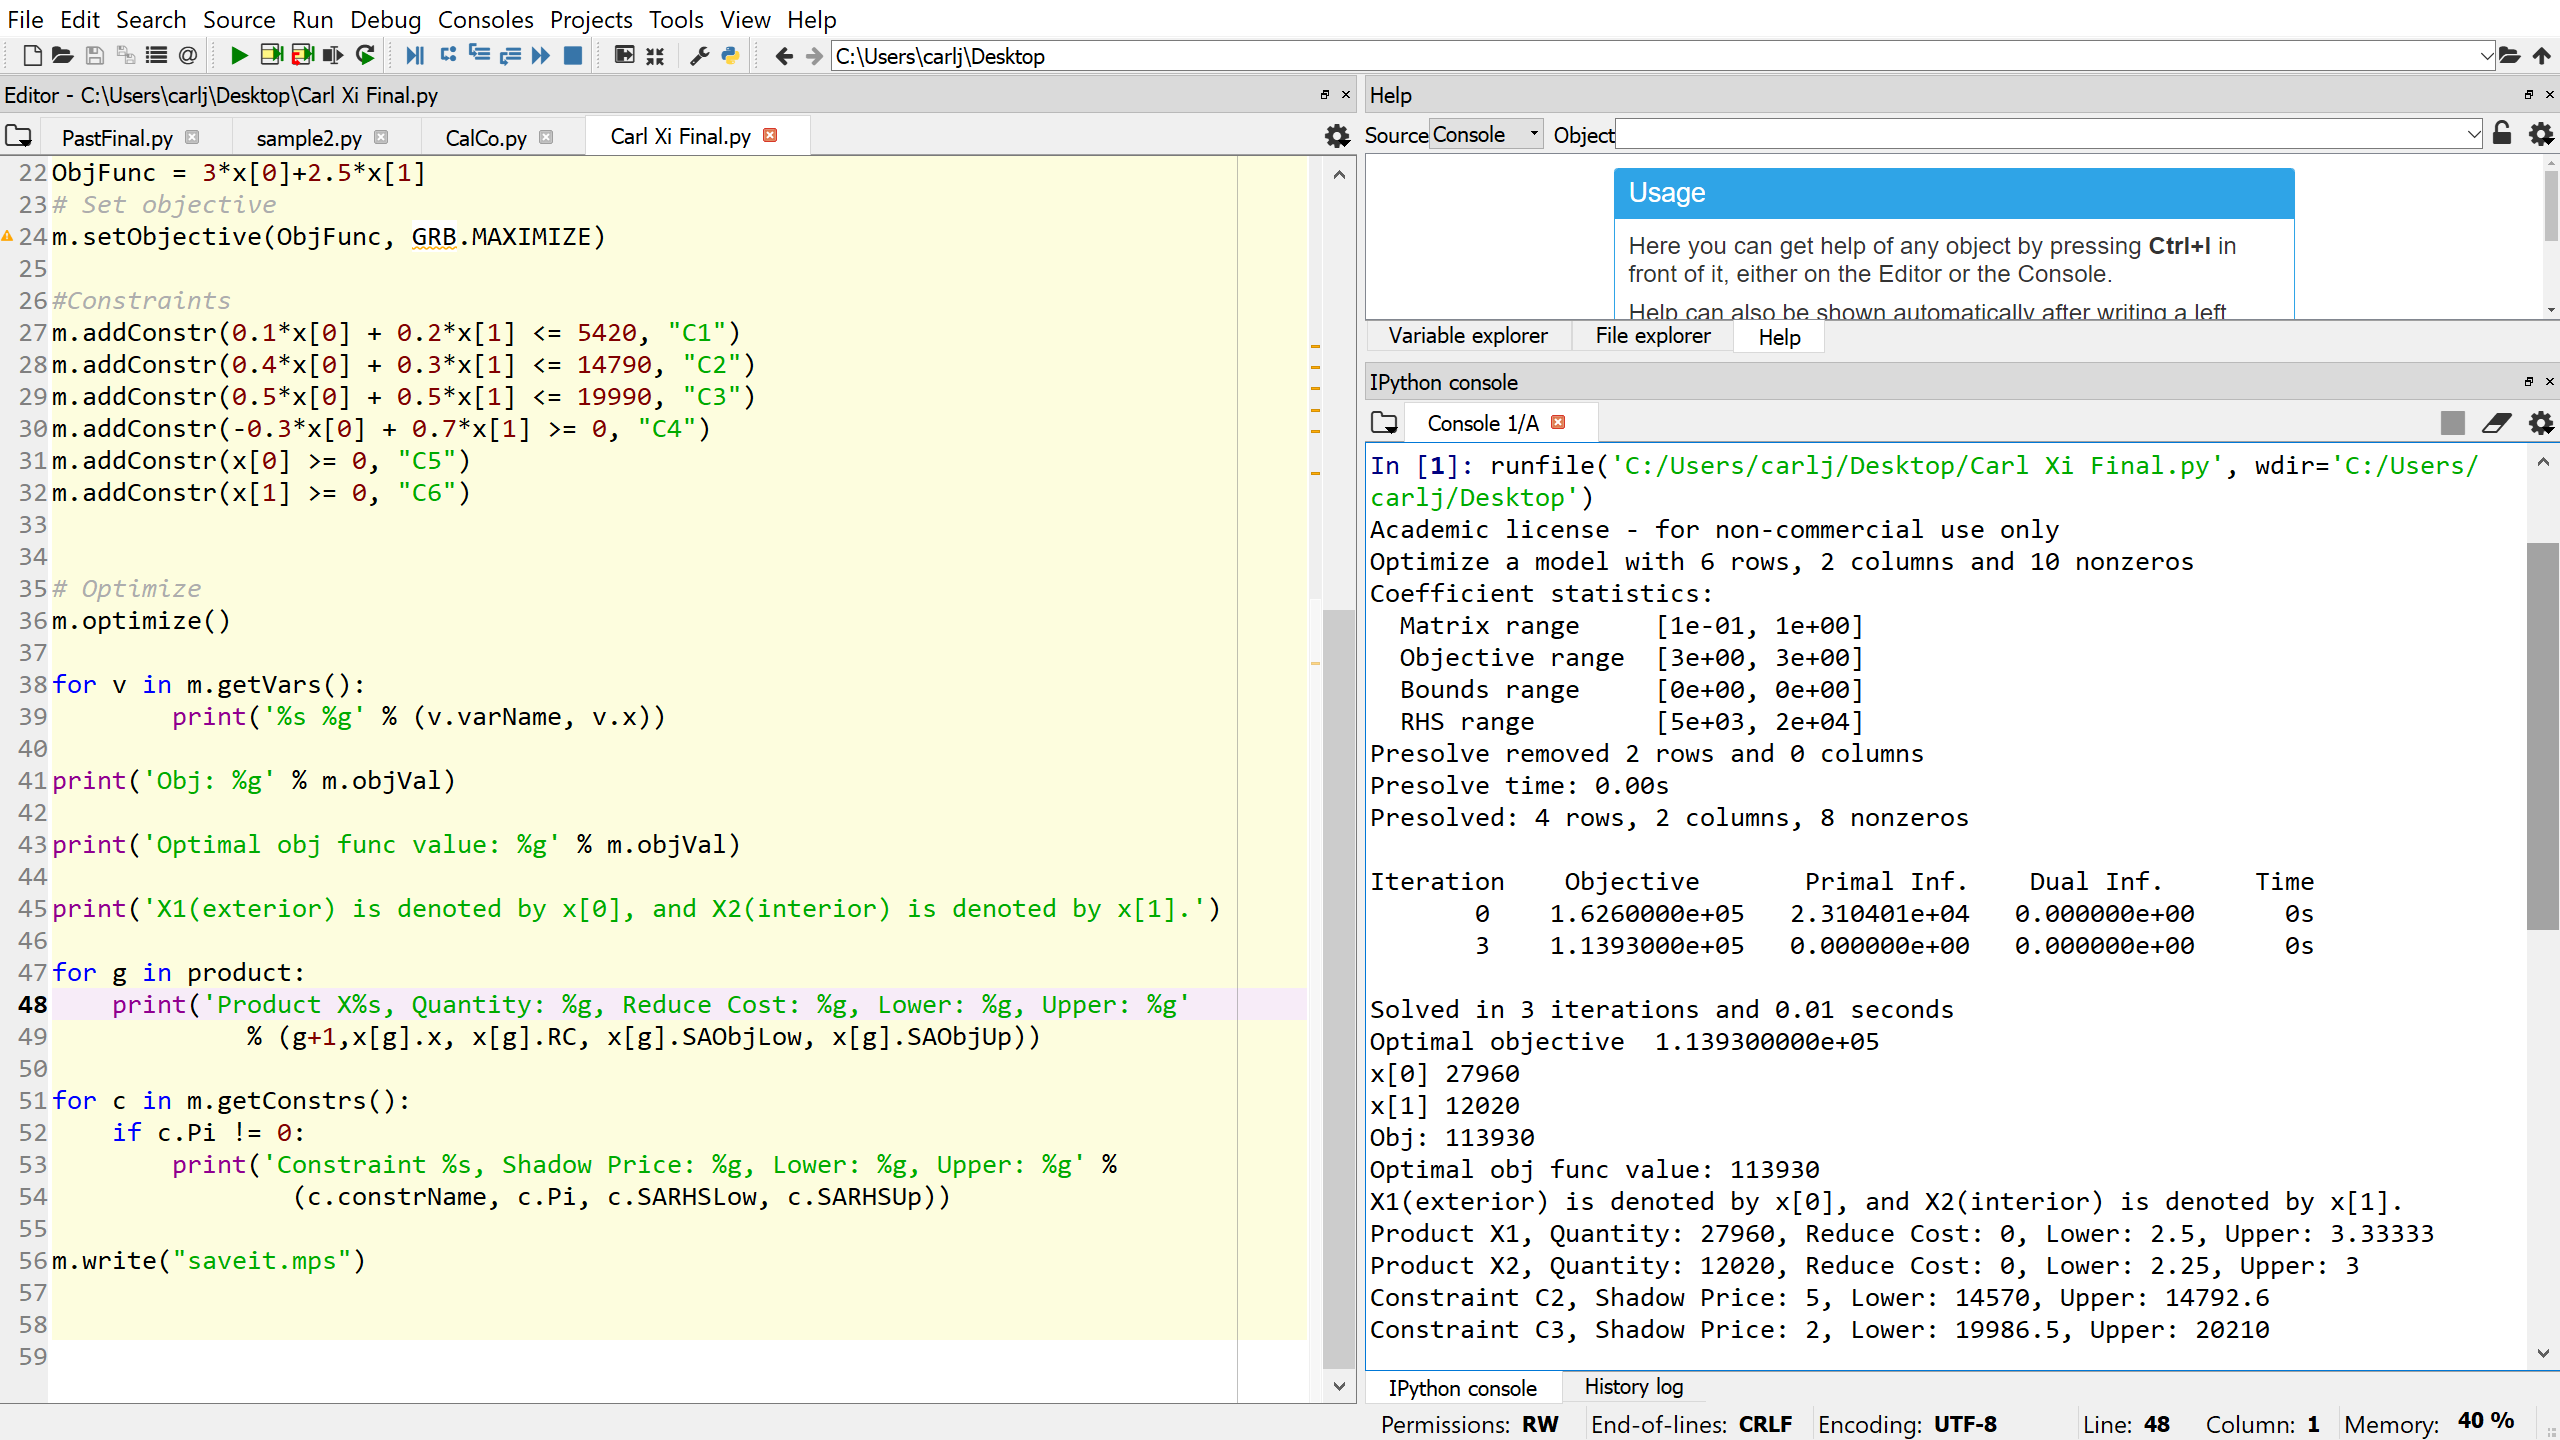 File Edit Search Source Run Debug Consoles Projects Tools View Help
C:\Users\carlj\Desktop
Editor - C:\Users\carlj\Desktop\Carl Xi Final.py
PastFinal.py sample2.py CalCo.py Carl Xi Final.py
22 ObjFunc = 3*x[0]+2.5*x[1]
23 # Set objective
24 m.setObjective(ObjFunc, GRB.MAXIMIZE)
25
26 #Constraints
27 m.addConstr(0.1*x[0] + 0.2*x[1] <= 5420, "C1")
28 m.addConstr(0.4*x[0] + 0.3*x[1] <= 14790, "C2")
29 m.addConstr(0.5*x[0] + 0.5*x[1] <= 19990, "C3")
30 m.addConstr(-0.3*x[0] + 0.7*x[1] >= 0, "C4")
31 m.addConstr(x[0] >= 0, "C5")
32 m.addConstr(x[1] >= 0, "C6")
33
34
35 # Optimize
36 m.optimize()
37
38 for v in m.getVars():
39         print('%s %g' % (v.varName, v.x))
40
41 print('Obj: %g' % m.objVal)
42
43 print('Optimal obj func value: %g' % m.objVal)
44
45 print('X1(exterior) is denoted by x[0], and X2(interior) is denoted by x[1].')
46
47 for g in product:
48     print('Product X%s, Quantity: %g, Reduce Cost: %g, Lower: %g, Upper: %g'
49              % (g+1,x[g].x, x[g].RC, x[g].SAObjLow, x[g].SAObjUp))
50
51 for c in m.getConstrs():
52     if c.Pi != 0:
53         print('Constraint %s, Shadow Price: %g, Lower: %g, Upper: %g' %
54                 (c.constrName, c.Pi, c.SARHSLow, c.SARHSUp))
55
56 m.write("saveit.mps")
57
58
59
Help
Source Console Object
Usage
Here you can get help of any object by pressing Ctrl+I in
front of it, either on the Editor or the Console.
Help can also be shown automatically after writing a left
Variable explorer File explorer Help
IPython console
Console 1/A
In [1]: runfile('C:/Users/carlj/Desktop/Carl Xi Final.py', wdir='C:/Users/
carlj/Desktop')
Academic license - for non-commercial use only
Optimize a model with 6 rows, 2 columns and 10 nonzeros
Coefficient statistics:
  Matrix range     [1e-01, 1e+00]
  Objective range  [3e+00, 3e+00]
  Bounds range     [0e+00, 0e+00]
  RHS range        [5e+03, 2e+04]
Presolve removed 2 rows and 0 columns
Presolve time: 0.00s
Presolved: 4 rows, 2 columns, 8 nonzeros
Iteration    Objective       Primal Inf.    Dual Inf.      Time
       0    1.6260000e+05   2.310401e+04   0.000000e+00      0s
       3    1.1393000e+05   0.000000e+00   0.000000e+00      0s
Solved in 3 iterations and 0.01 seconds
Optimal objective  1.139300000e+05
x[0] 27960
x[1] 12020
Obj: 113930
Optimal obj func value: 113930
X1(exterior) is denoted by x[0], and X2(interior) is denoted by x[1].
Product X1, Quantity: 27960, Reduce Cost: 0, Lower: 2.5, Upper: 3.33333
Product X2, Quantity: 12020, Reduce Cost: 0, Lower: 2.25, Upper: 3
Constraint C2, Shadow Price: 5, Lower: 14570, Upper: 14792.6
Constraint C3, Shadow Price: 2, Lower: 19986.5, Upper: 20210
IPython console History log
Permissions: RW End-of-lines: CRLF Encoding: UTF-8 Line: 48 Column: 1 Memory: 40 %